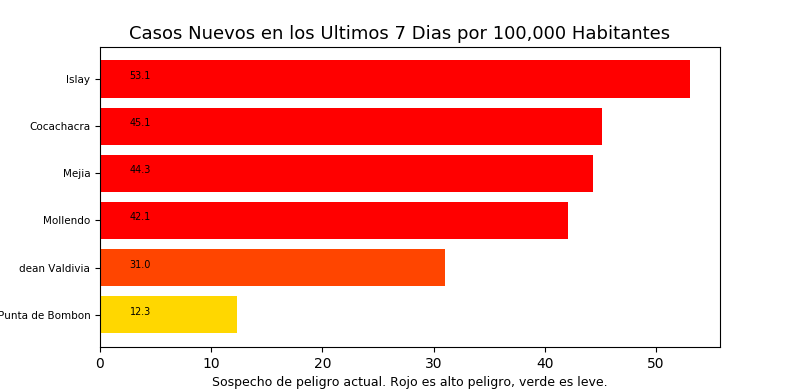 Casos Nuevos en los Ultimos 7 Dias por 100,000 Habitantes
Islay 53.1
Cocachacra 45.1
Mejia 44.3
Mollendo 42.1
dean Valdivia 31.0
Punta de Bombon 12.3
0 10 20 30 40 50
Sospecho de peligro actual. Rojo es alto peligro, verde es leve.